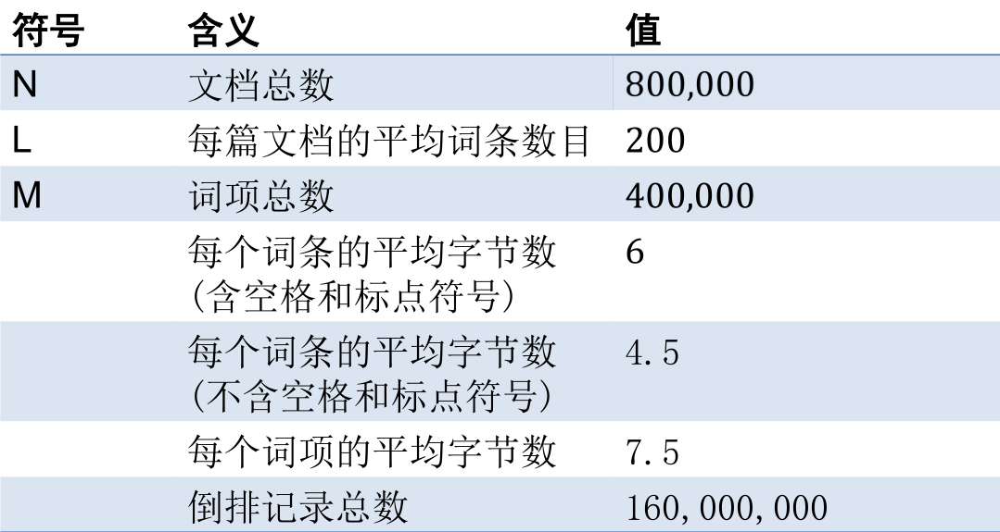 符号 含义 值
N 文档总数 800,000
L 每篇文档的平均词条数目 200
M 词项总数 400,000
每个词条的平均字节数 6
(含空格和标点符号)
每个词条的平均字节数 4.5
(不含空格和标点符号)
每个词项的平均字节数 7.5
倒排记录总数 160,000,000